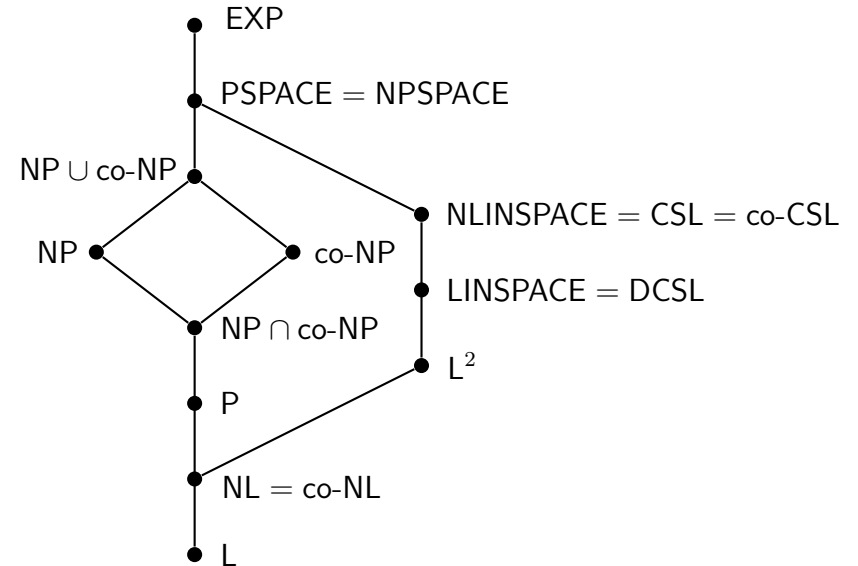 EXP
PSPACE = NPSPACE
NP ∪ co-NP
NLINSPACE = CSL = co-CSL
NP
co-NP
LINSPACE = DCSL
NP ∩ co-NP
L²
P
NL = co-NL
L